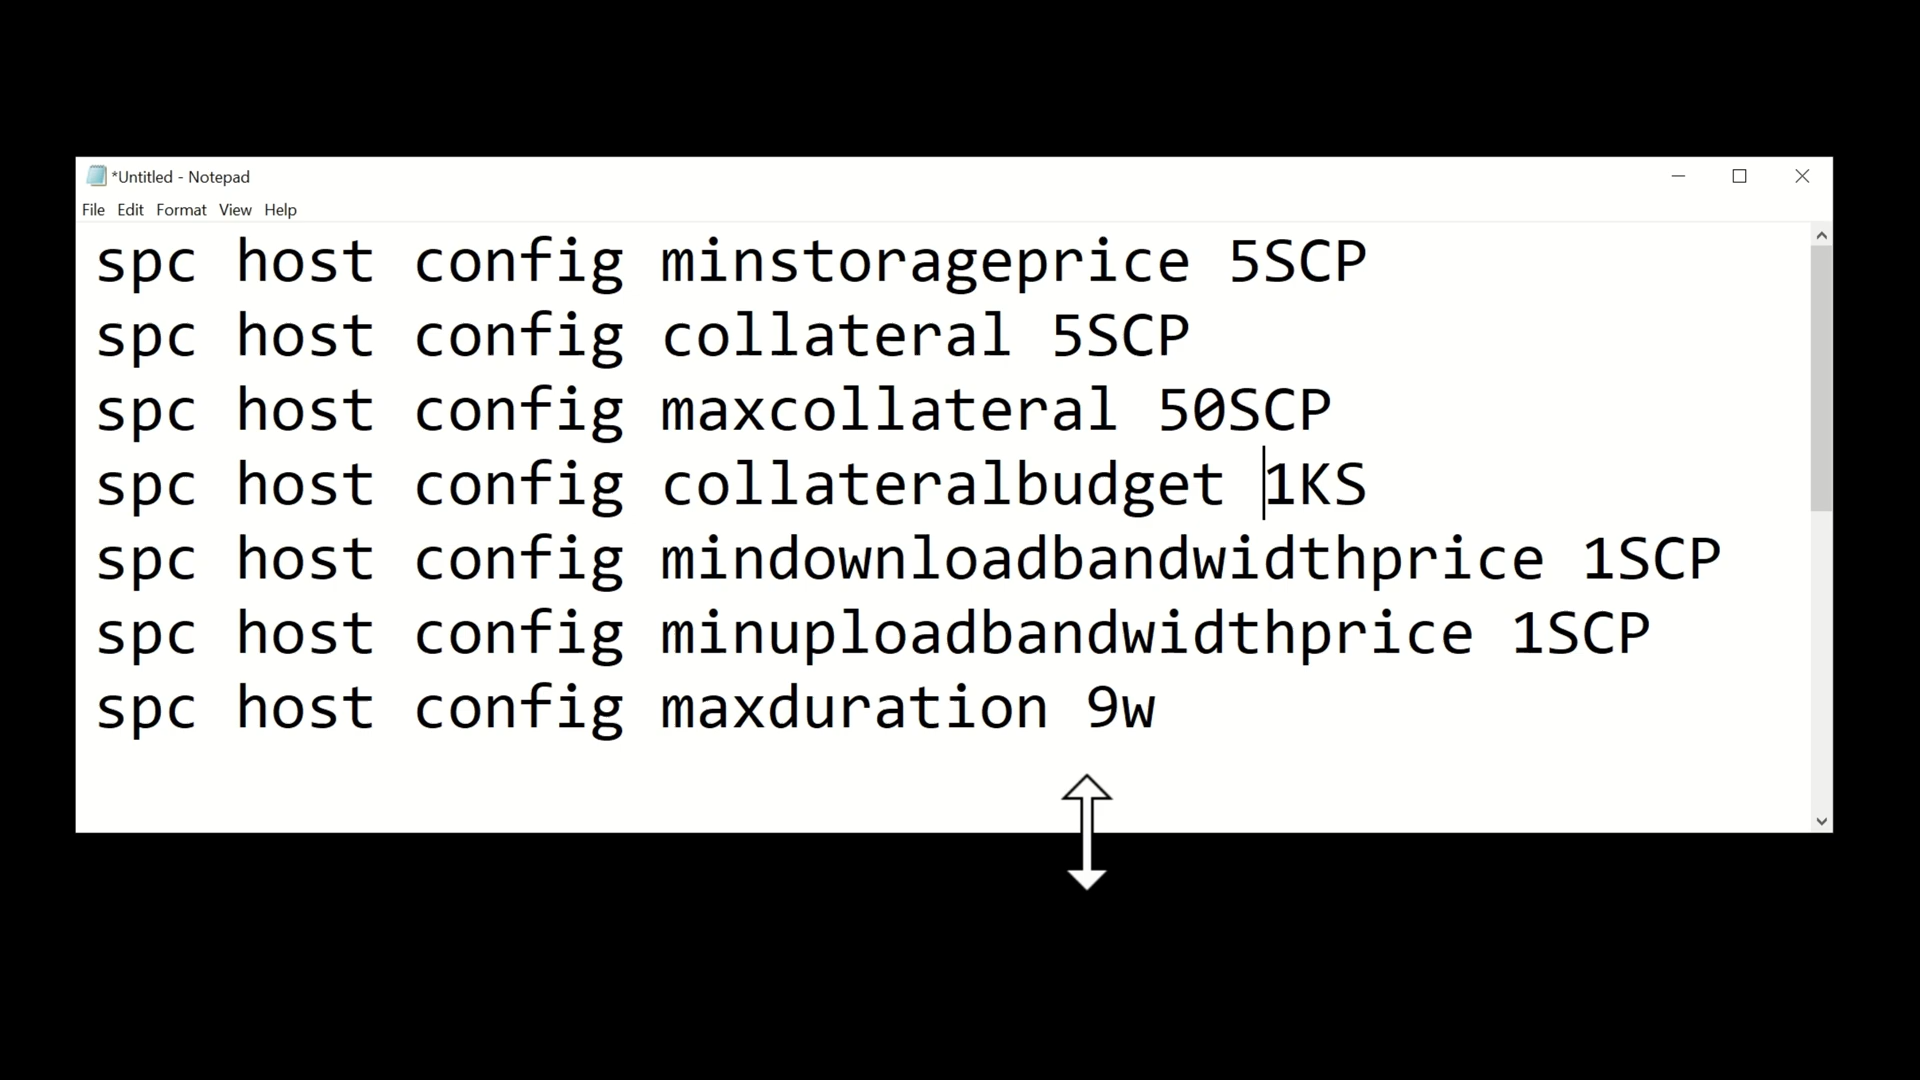 *Untitled - Notepad
File Edit Format View Help
spc host config minstorageprice 5SCP
spc host config collateral 5SCP
spc host config maxcollateral 50SCP
spc host config collateralbudget 1KS
spc host config mindownloadbandwidthprice 1SCP
spc host config minuploadbandwidthprice 1SCP
spc host config maxduration 9w